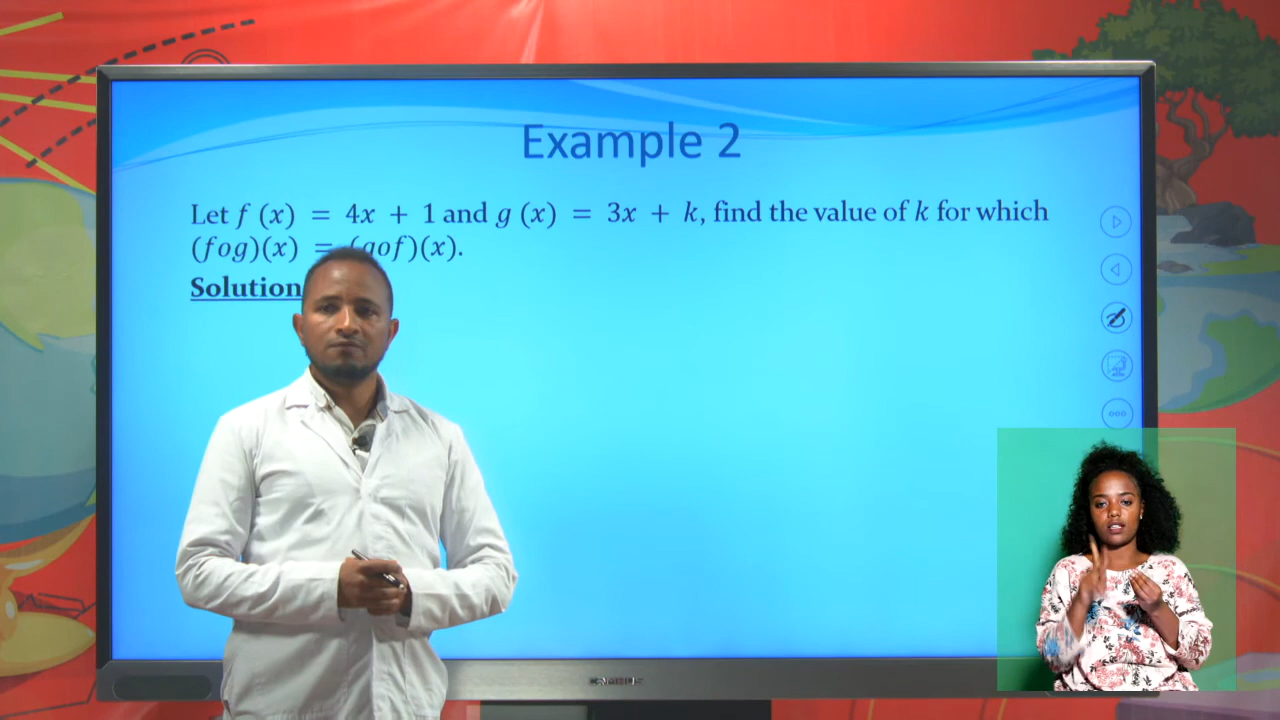 Example 2
Let f (x) = 4x + 1 and g (x) = 3x + k, find the value of k for which
(fog)(x) = (gof)(x).
Solution